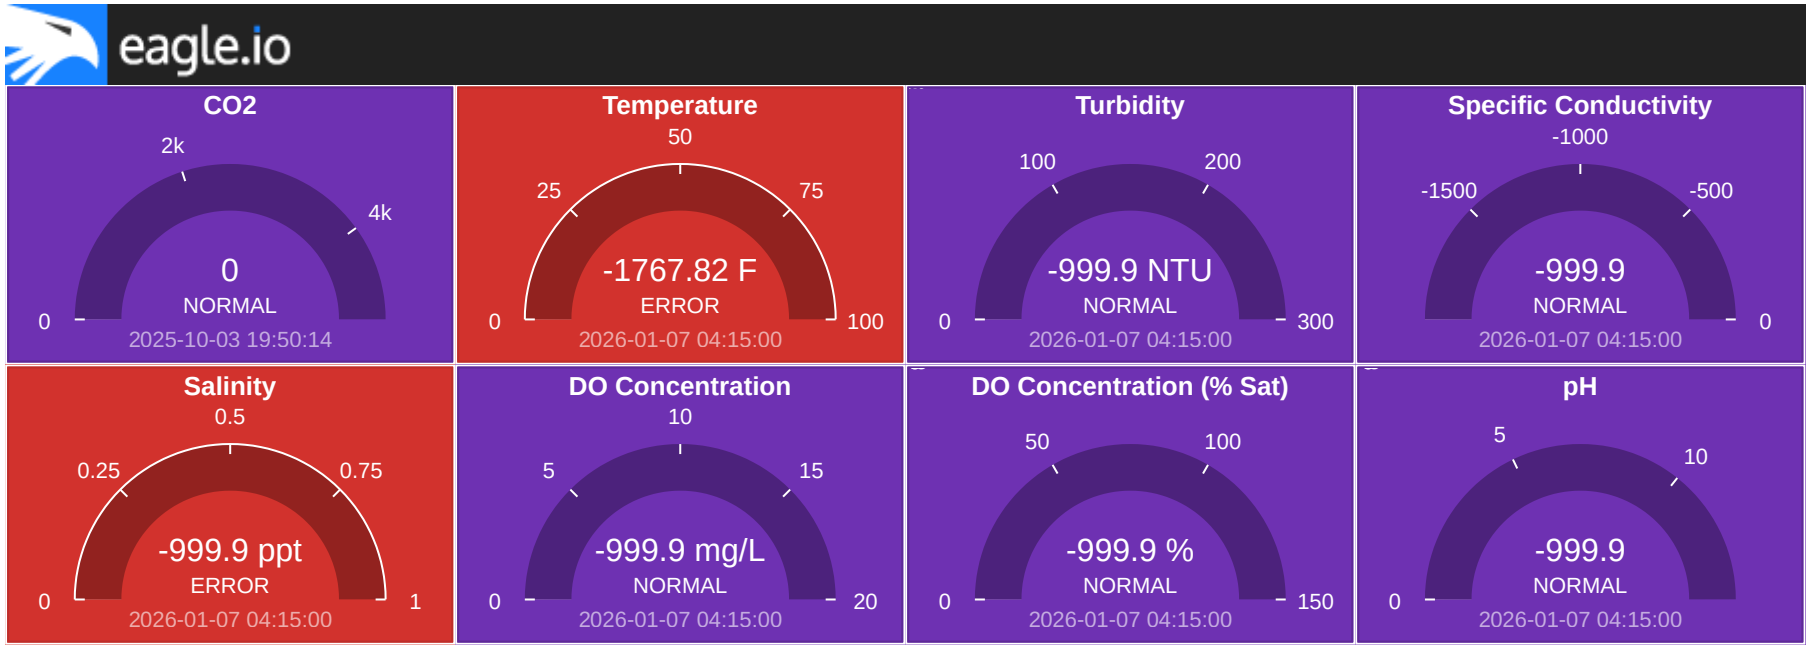 eagle.io
CO2
2k
4k
0
NORMAL
0
2025-10-03 19:50:14
Temperature
50
25
75
-1767.82 F
ERROR
0
100
2026-01-07 04:15:00
Turbidity
100
200
-999.9 NTU
NORMAL
0
300
2026-01-07 04:15:00
Specific Conductivity
-1000
-1500
-500
-999.9
NORMAL
0
2026-01-07 04:15:00
Salinity
0.5
0.25
0.75
-999.9 ppt
ERROR
0
1
2026-01-07 04:15:00
DO Concentration
10
5
15
-999.9 mg/L
NORMAL
0
20
2026-01-07 04:15:00
DO Concentration (% Sat)
50
100
-999.9 %
NORMAL
0
150
2026-01-07 04:15:00
pH
5
10
-999.9
NORMAL
0
2026-01-07 04:15:00